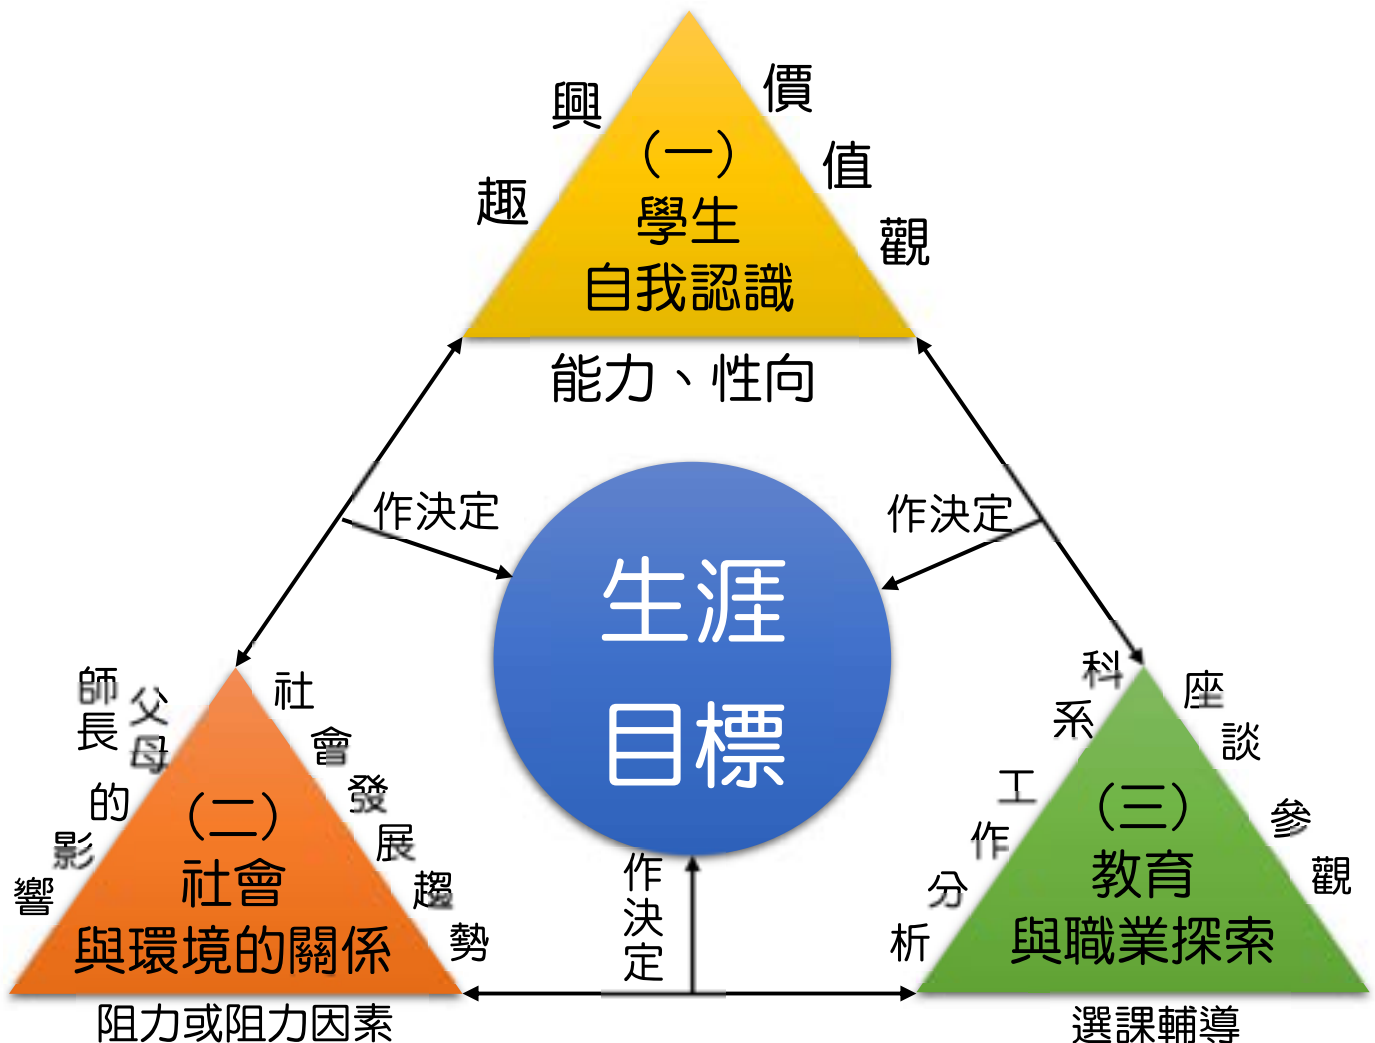 興趣
價值觀
（一）
學生
自我認識
能力、性向
作決定
作決定
生涯
目標
作決定
師長
父母
的影響
社會發展趨勢
（二）
社會
與環境的關係
阻力或阻力因素
科系
工作分析
座談
參觀
（三）
教育
與職業探索
選課輔導